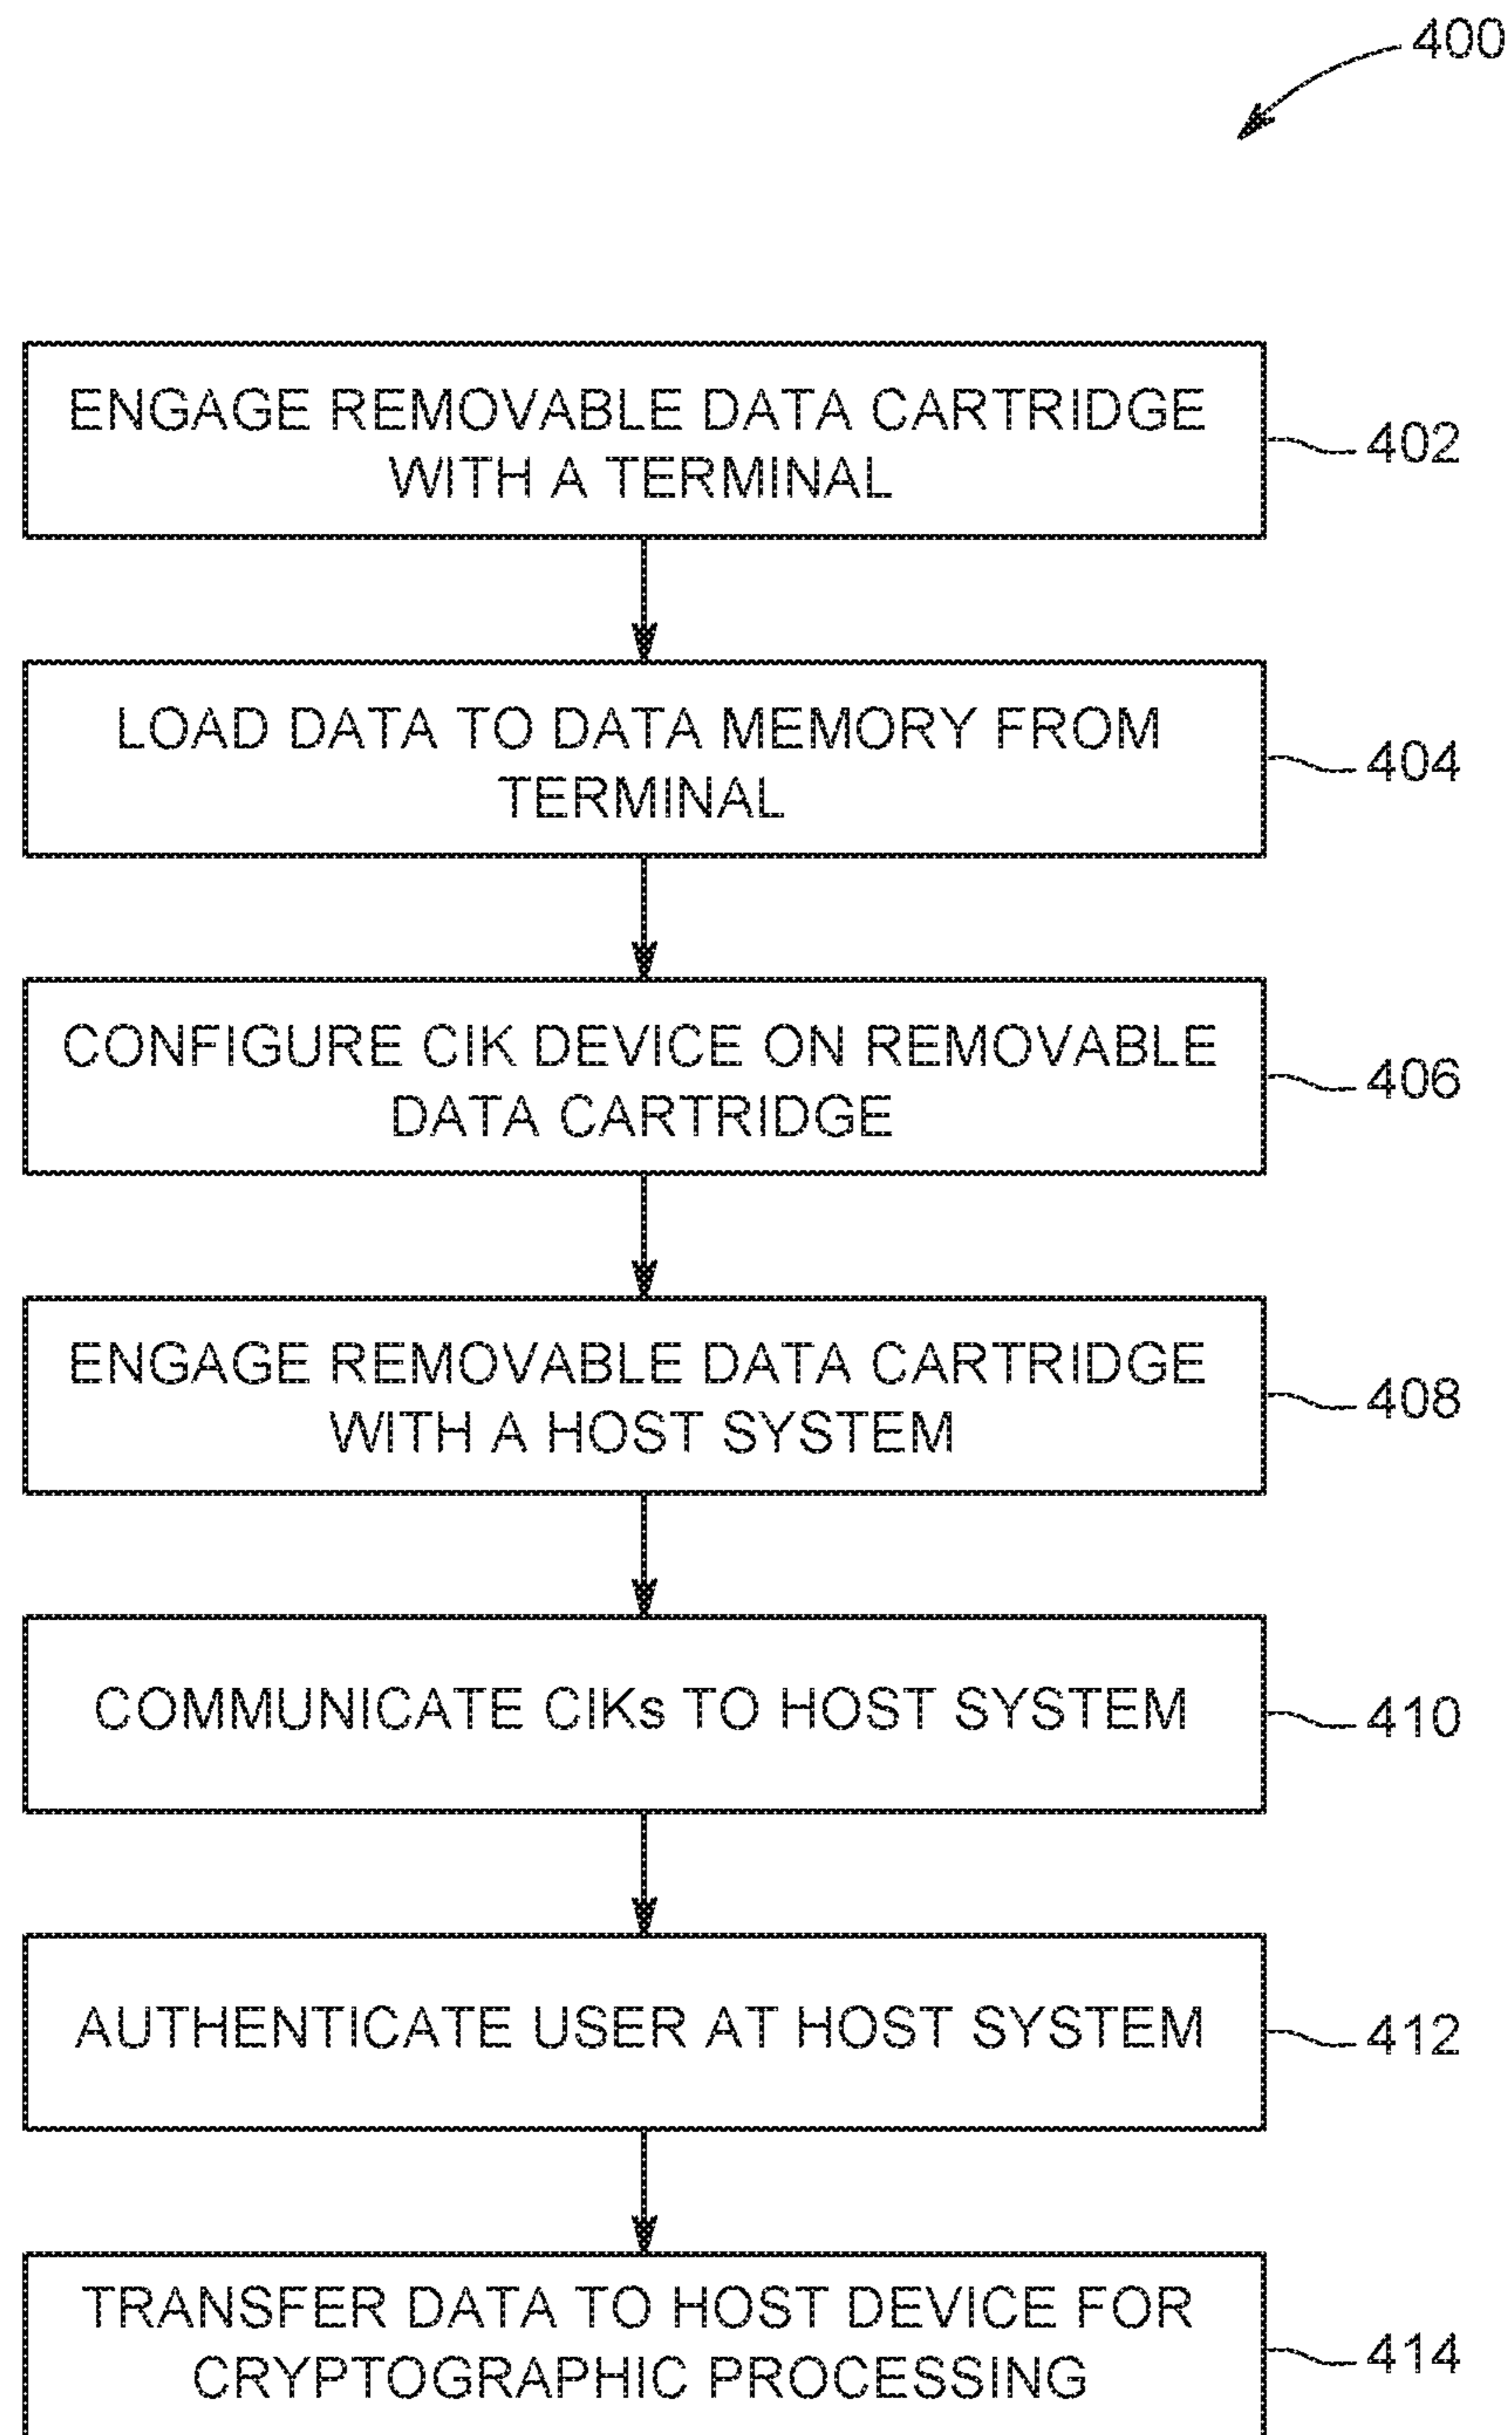 400
ENGAGE REMOVABLE DATA CARTRIDGE
WITH A TERMINAL
402
LOAD DATA TO DATA MEMORY FROM
TERMINAL
404
CONFIGURE CIK DEVICE ON REMOVABLE
DATA CARTRIDGE
406
ENGAGE REMOVABLE DATA CARTRIDGE
WITH A HOST SYSTEM
408
COMMUNICATE CIKs TO HOST SYSTEM
410
AUTHENTICATE USER AT HOST SYSTEM
412
TRANSFER DATA TO HOST DEVICE FOR
CRYPTOGRAPHIC PROCESSING
414